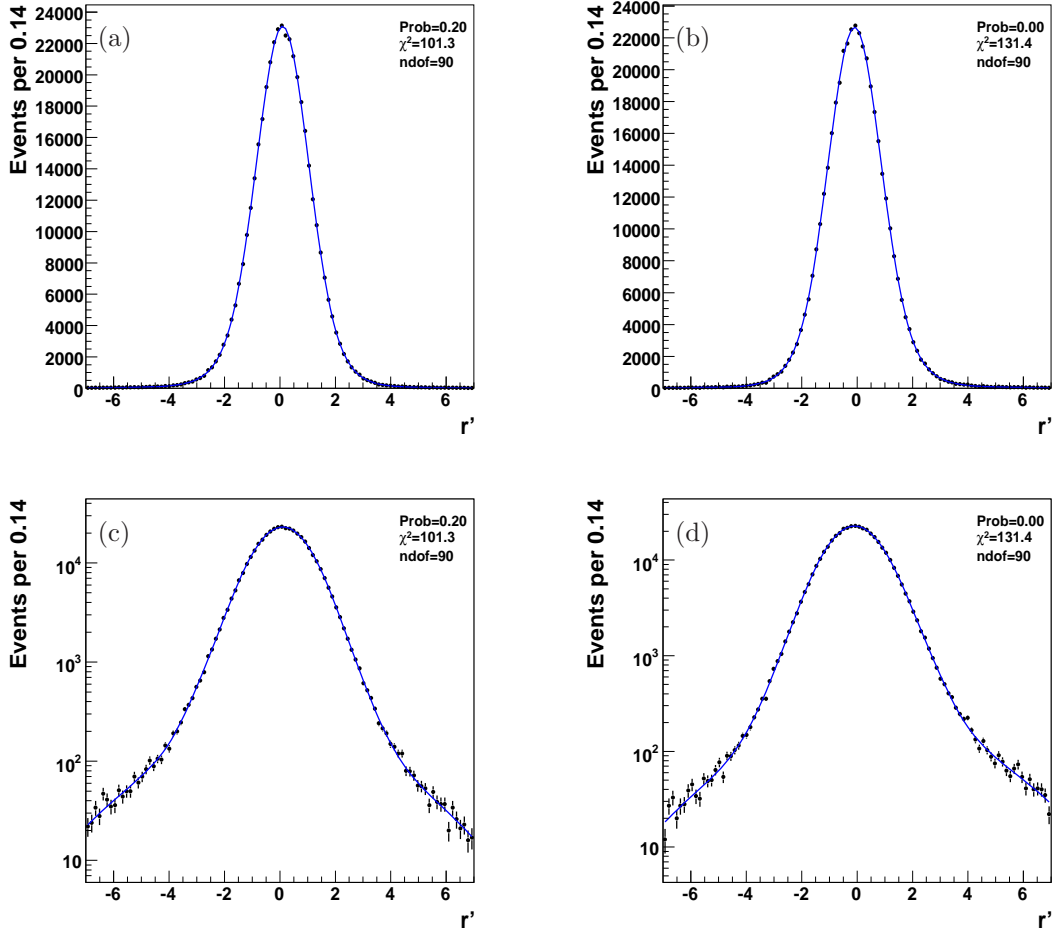 Events per 0.14
24000
22000
20000
18000
16000
14000
12000
10000
8000
6000
4000
2000
0
(a)
Prob=0.20
χ²=101.3
ndof=90
-6 -4 -2 0 2 4 6
r’
Events per 0.14
24000
22000
20000
18000
16000
14000
12000
10000
8000
6000
4000
2000
0
(b)
Prob=0.00
χ²=131.4
ndof=90
-6 -4 -2 0 2 4 6
r’
Events per 0.14
10⁴
10³
10²
10
(c)
Prob=0.20
χ²=101.3
ndof=90
-6 -4 -2 0 2 4 6
r’
Events per 0.14
10⁴
10³
10²
10
(d)
Prob=0.00
χ²=131.4
ndof=90
-6 -4 -2 0 2 4 6
r’